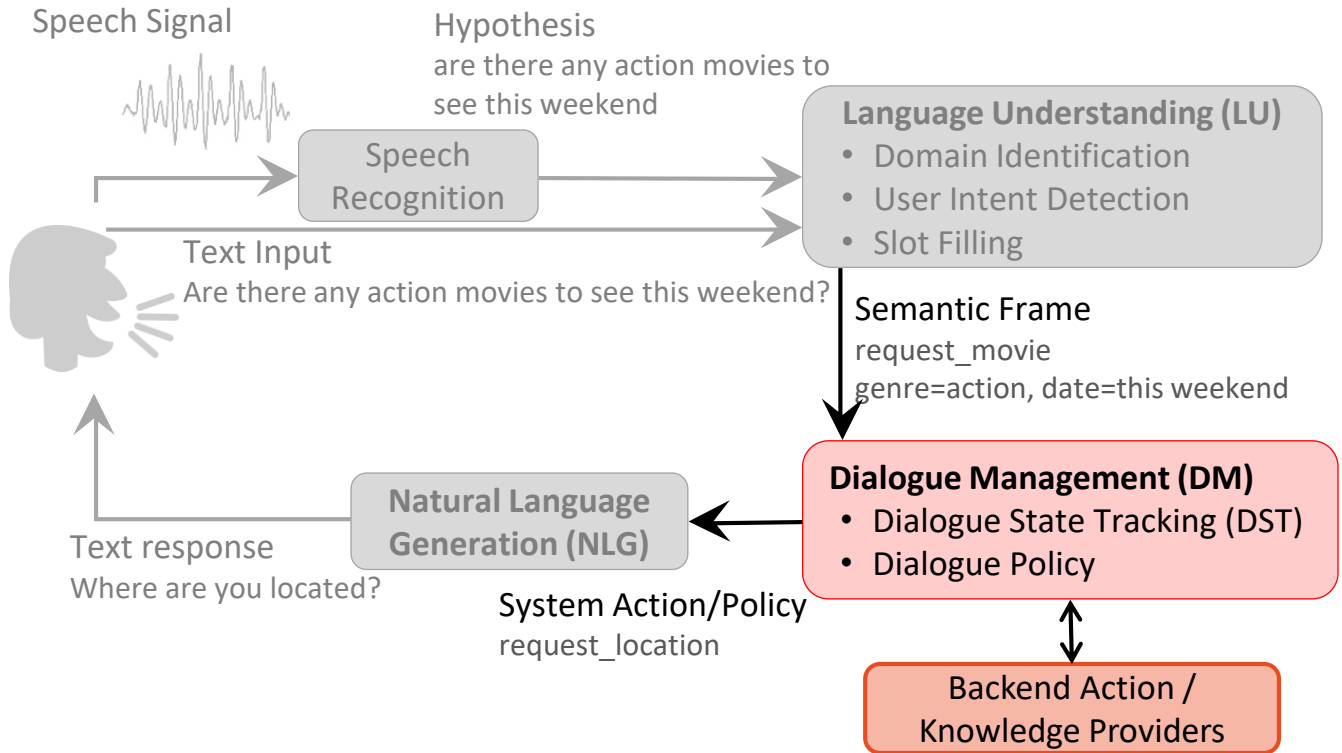 Speech Signal
Hypothesis
are there any action movies to
see this weekend
Speech
Recognition
Language Understanding (LU)
• Domain Identification
• User Intent Detection
• Slot Filling
Text Input
Are there any action movies to see this weekend?
Semantic Frame
request_movie
genre=action, date=this weekend
Dialogue Management (DM)
• Dialogue State Tracking (DST)
• Dialogue Policy
Natural Language
Generation (NLG)
Text response
Where are you located?
System Action/Policy
request_location
Backend Action /
Knowledge Providers